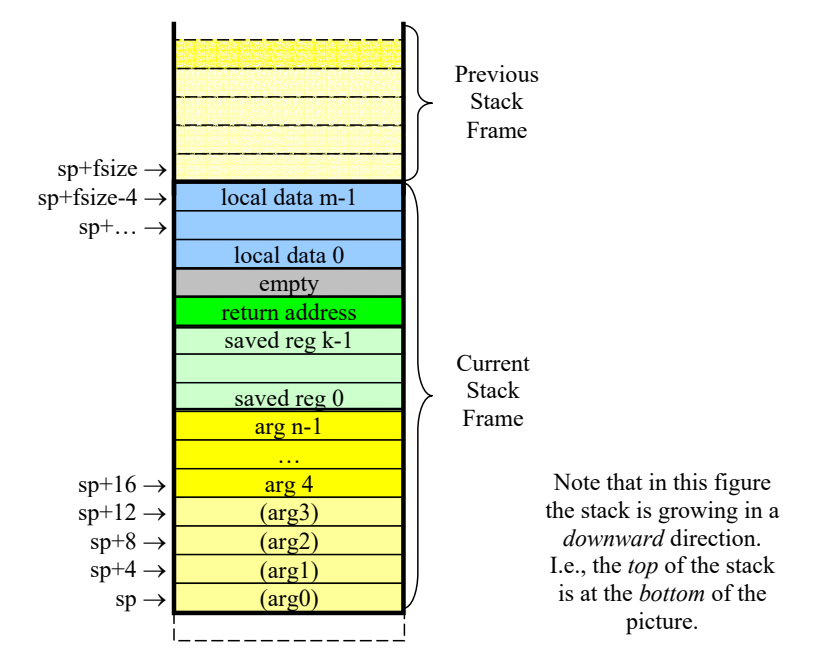 Previous
Stack
Frame
sp+fsize →
sp+fsize-4 → local data m-1
sp+… →
local data 0
empty
return address
saved reg k-1
Current
Stack
Frame
saved reg 0
arg n-1
…
sp+16 → arg 4
sp+12 → (arg3)
sp+8 → (arg2)
sp+4 → (arg1)
sp → (arg0)
Note that in this figure
the stack is growing in a
downward direction.
I.e., the top of the stack
is at the bottom of the
picture.